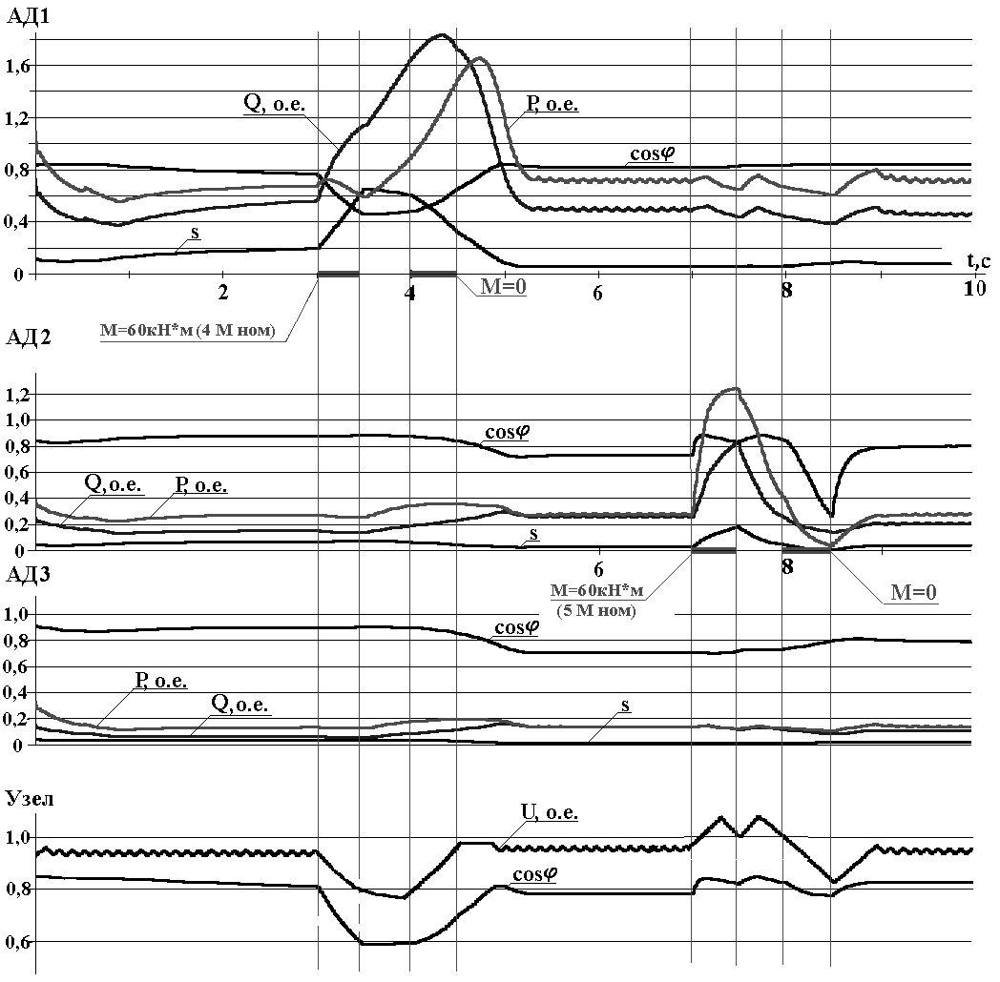 АД1
1,6
Q, о.е.
P, о.е.
1,2
cosφ
0,8
0,4
s
t,с
0
2
4
M=0
6
8
10
M=60кН*м (4 М ном)
АД2
1,2
1,0
cosφ
0,8
0,6
Q,о.е.
P, о.е.
0,4
0,2
s
0
6
8
АД3
M=60кН*м
(5 М ном)
M=0
1,0
cosφ
0,8
0,6
P, о.е.
0,4
Q,о.е.
s
0,2
0
Узел
U, о.е.
1,0
cosφ
0,8
0,6